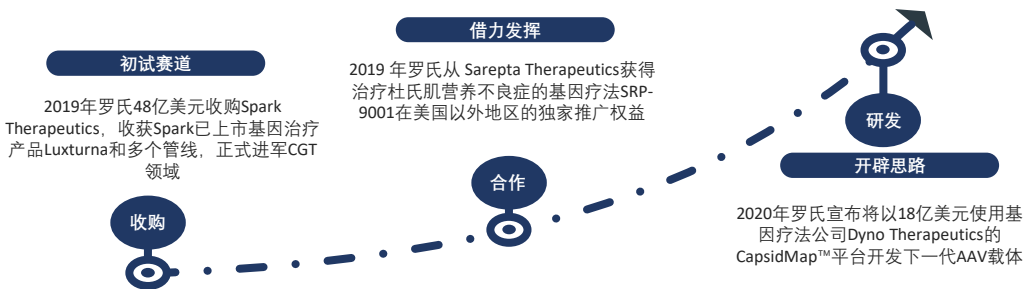 初试赛道
2019年罗氏48亿美元收购Spark
Therapeutics，收获Spark已上市基因治疗
产品Luxturna和多个管线，正式进军CGT
领域
收购
借力发挥
2019 年罗氏从 Sarepta Therapeutics获得
治疗杜氏肌营养不良症的基因疗法SRP-
9001在美国以外地区的独家推广权益
合作
研发
开辟思路
2020年罗氏宣布将以18亿美元使用基
因疗法公司Dyno Therapeutics的
CapsidMap™平台开发下一代AAV载体